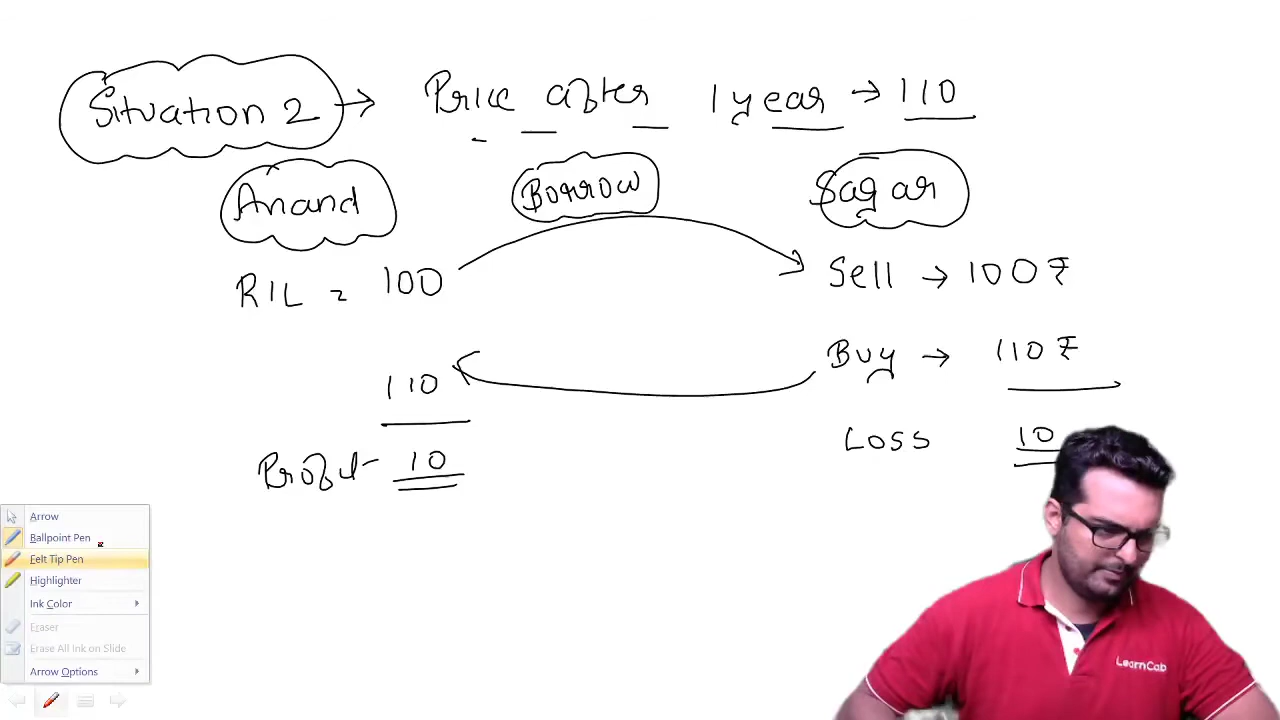 Situation 2 → Price after 1 year → 110
Anand Borrow Sagar
RIL = 100 Sell → 100₹
Buy → 110₹
110
Loss 10
Profit 10
Arrow
Ballpoint Pen
Felt Tip Pen
Highlighter
Ink Color
Eraser
Erase All Ink on Slide
Arrow Options
LearnCab